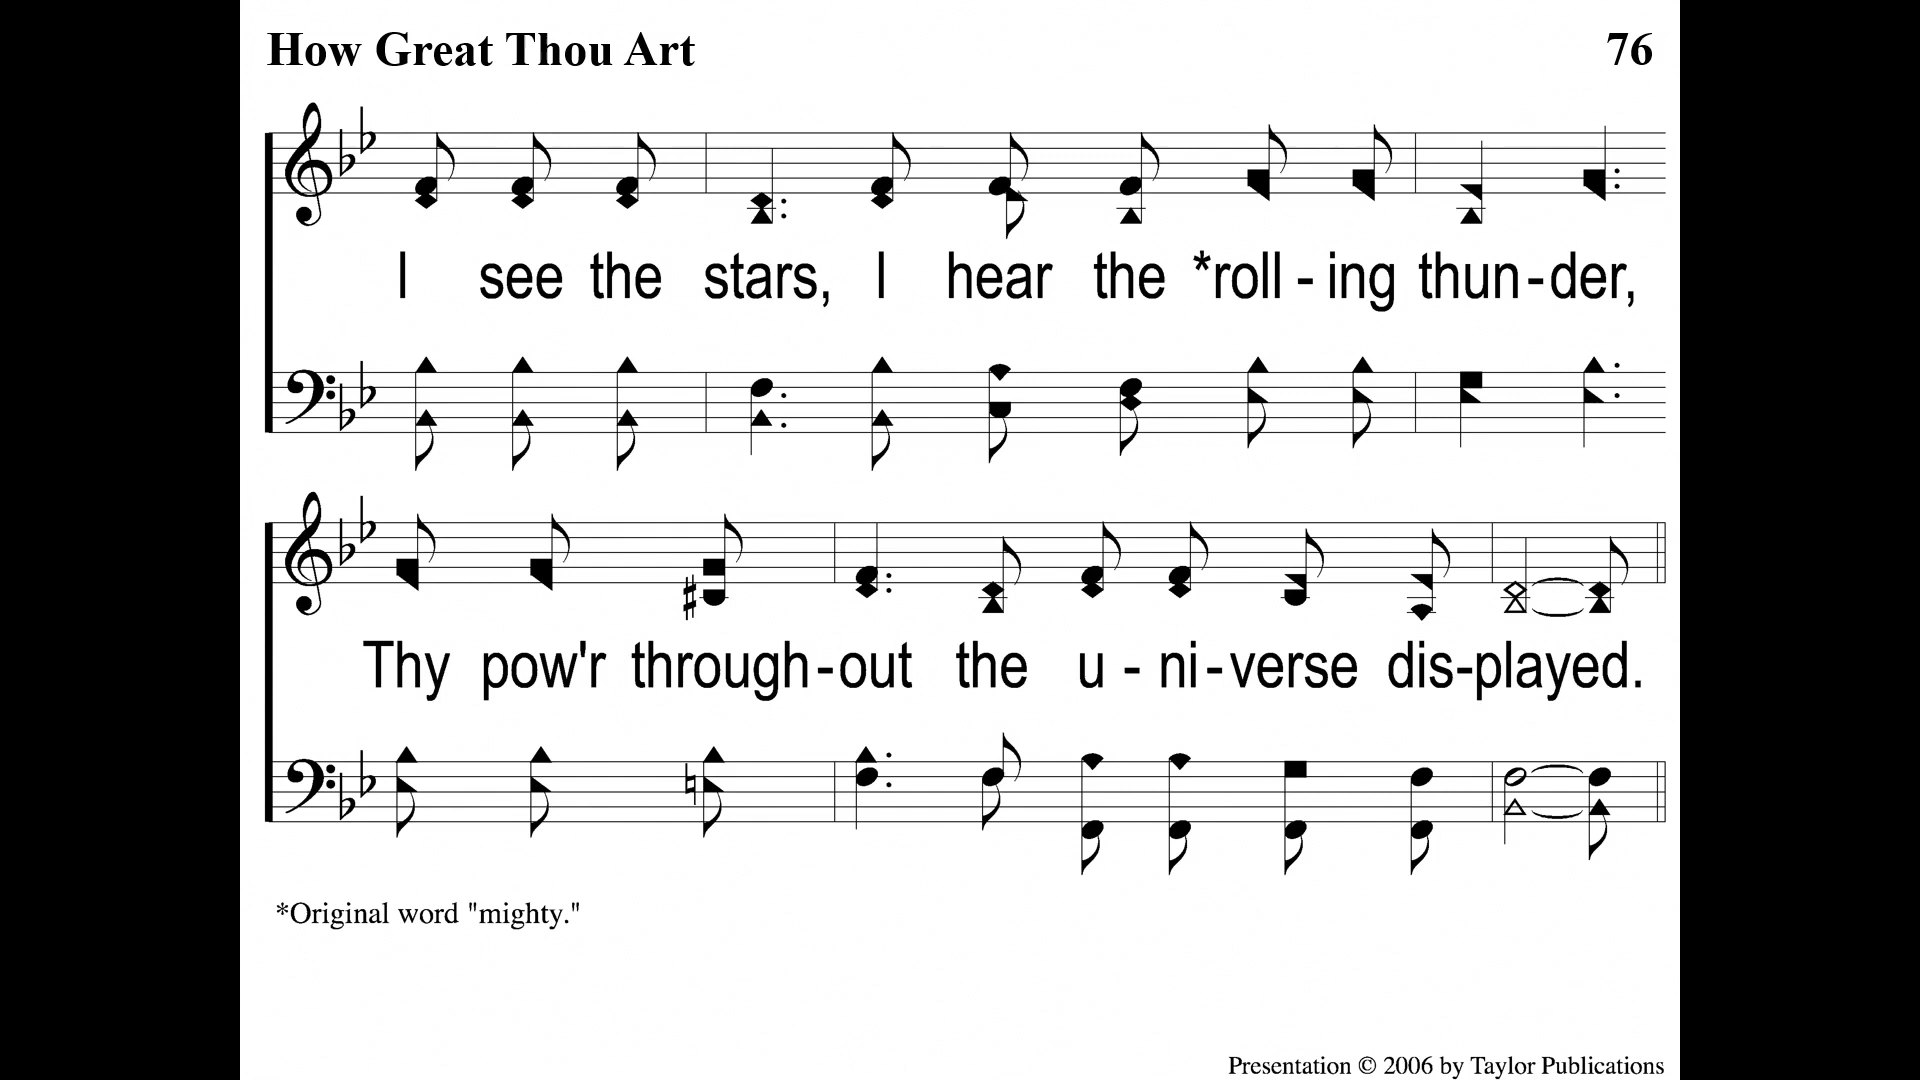 How Great Thou Art 76
I see the stars, I hear the *roll - ing thun - der,
Thy pow'r through - out the u - ni - verse dis - played.
*Original word "mighty."
Presentation © 2006 by Taylor Publications